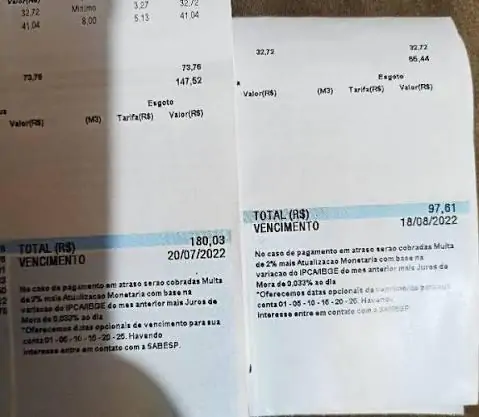 32,72 Minimo 3,27 32,72
41,04 8,00 5,13 41,04
73,76 73,76
147,52
Esgoto
Valor(R$) (M3) Tarifa(R$) Valor(R$)
TOTAL (R$) 180,03
VENCIMENTO 20/07/2022
No caso de pagamento em atraso serao cobradas Multa
de 2% mais Atualizacao Monetaria com base na
variacao do IPCA/IBGE do mes anterior mais Juros de
Mora de 0,033% ao dia
"Oferecemos datas opcionais de vencimento para sua
conta 01 - 05 - 10 - 15 - 20 - 25. Havendo
interesse entre em contato com a SABESP.
32,72 32,72
65,44
Esgoto
Valor(R$) (M3) Tarifa(R$) Valor(R$)
TOTAL (R$) 97,61
VENCIMENTO 18/08/2022
No caso de pagamento em atraso serao cobradas Multa
de 2% mais Atualizacao Monetaria com base na
variacao do IPCA/IBGE do mes anterior mais Juros de
Mora de 0,033% ao dia
"Oferecemos datas opcionais de vencimento para sua
conta 01 - 05 - 10 - 15 - 20 - 25. Havendo
interesse entre em contato com a SABESP